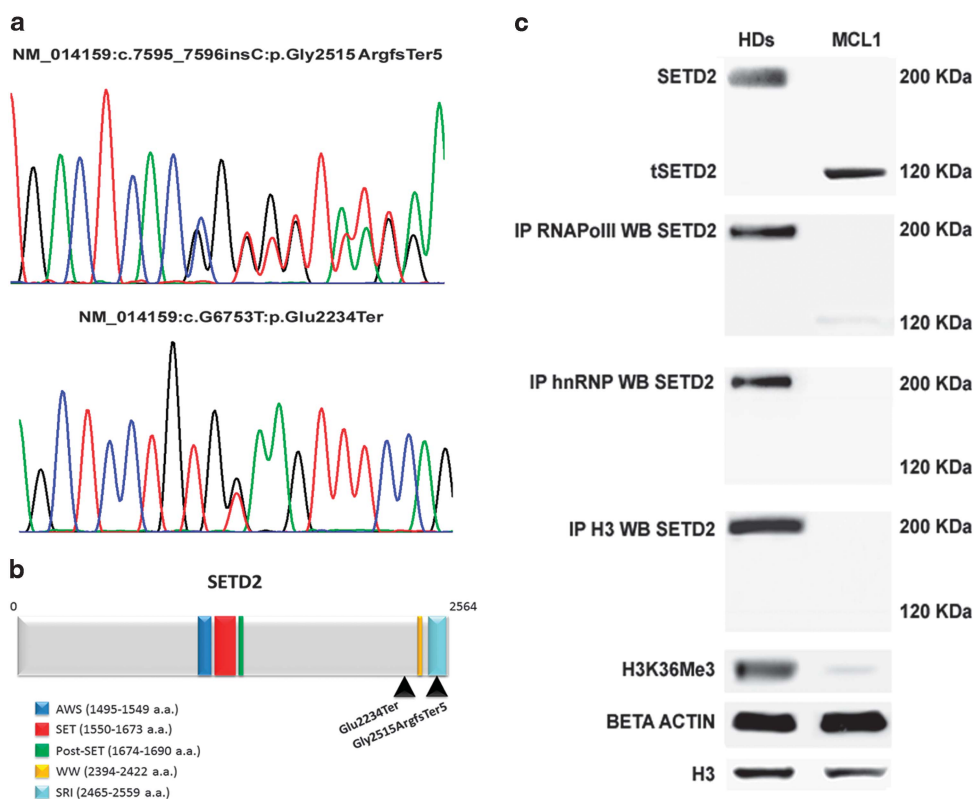 a
NM_014159:c.7595_7596insC:p.Gly2515ArgfsTer5
NM_014159:c.G6753T:p.Glu2234Ter
b
SETD2
0
2564
Glu2234Ter
Gly2515ArgfsTer5
AWS (1495-1549 a.a.)
SET (1550-1673 a.a.)
Post-SET (1674-1690 a.a.)
WW (2394-2422 a.a.)
SRI (2465-2559 a.a.)
c
HDs MCL1
SETD2 200 KDa
tSETD2 120 KDa
IP RNAPolII WB SETD2 200 KDa
120 KDa
IP hnRNP WB SETD2 200 KDa
120 KDa
IP H3 WB SETD2 200 KDa
120 KDa
H3K36Me3
BETA ACTIN
H3